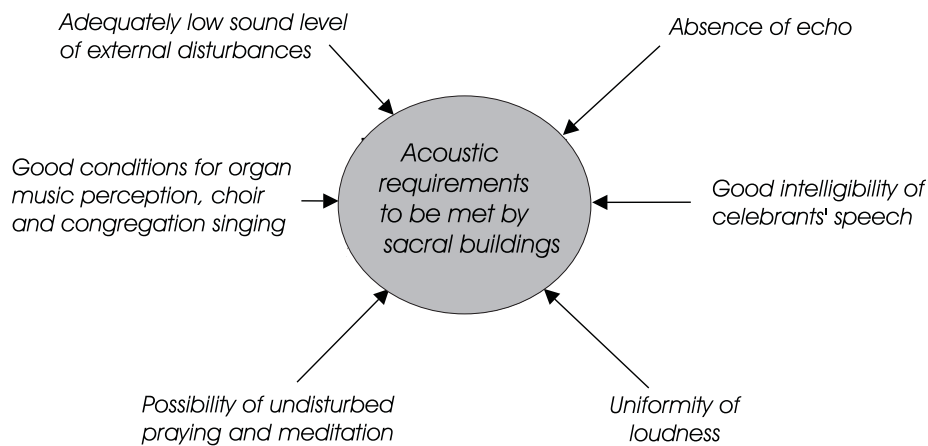 Adequately low sound level
of external disturbances
Absence of echo
Good conditions for organ
music perception, choir
and congregation singing
Acoustic
requirements
to be met by
sacral buildings
Good intelligibility of
celebrants' speech
Possibility of undisturbed
praying and meditation
Uniformity of
loudness